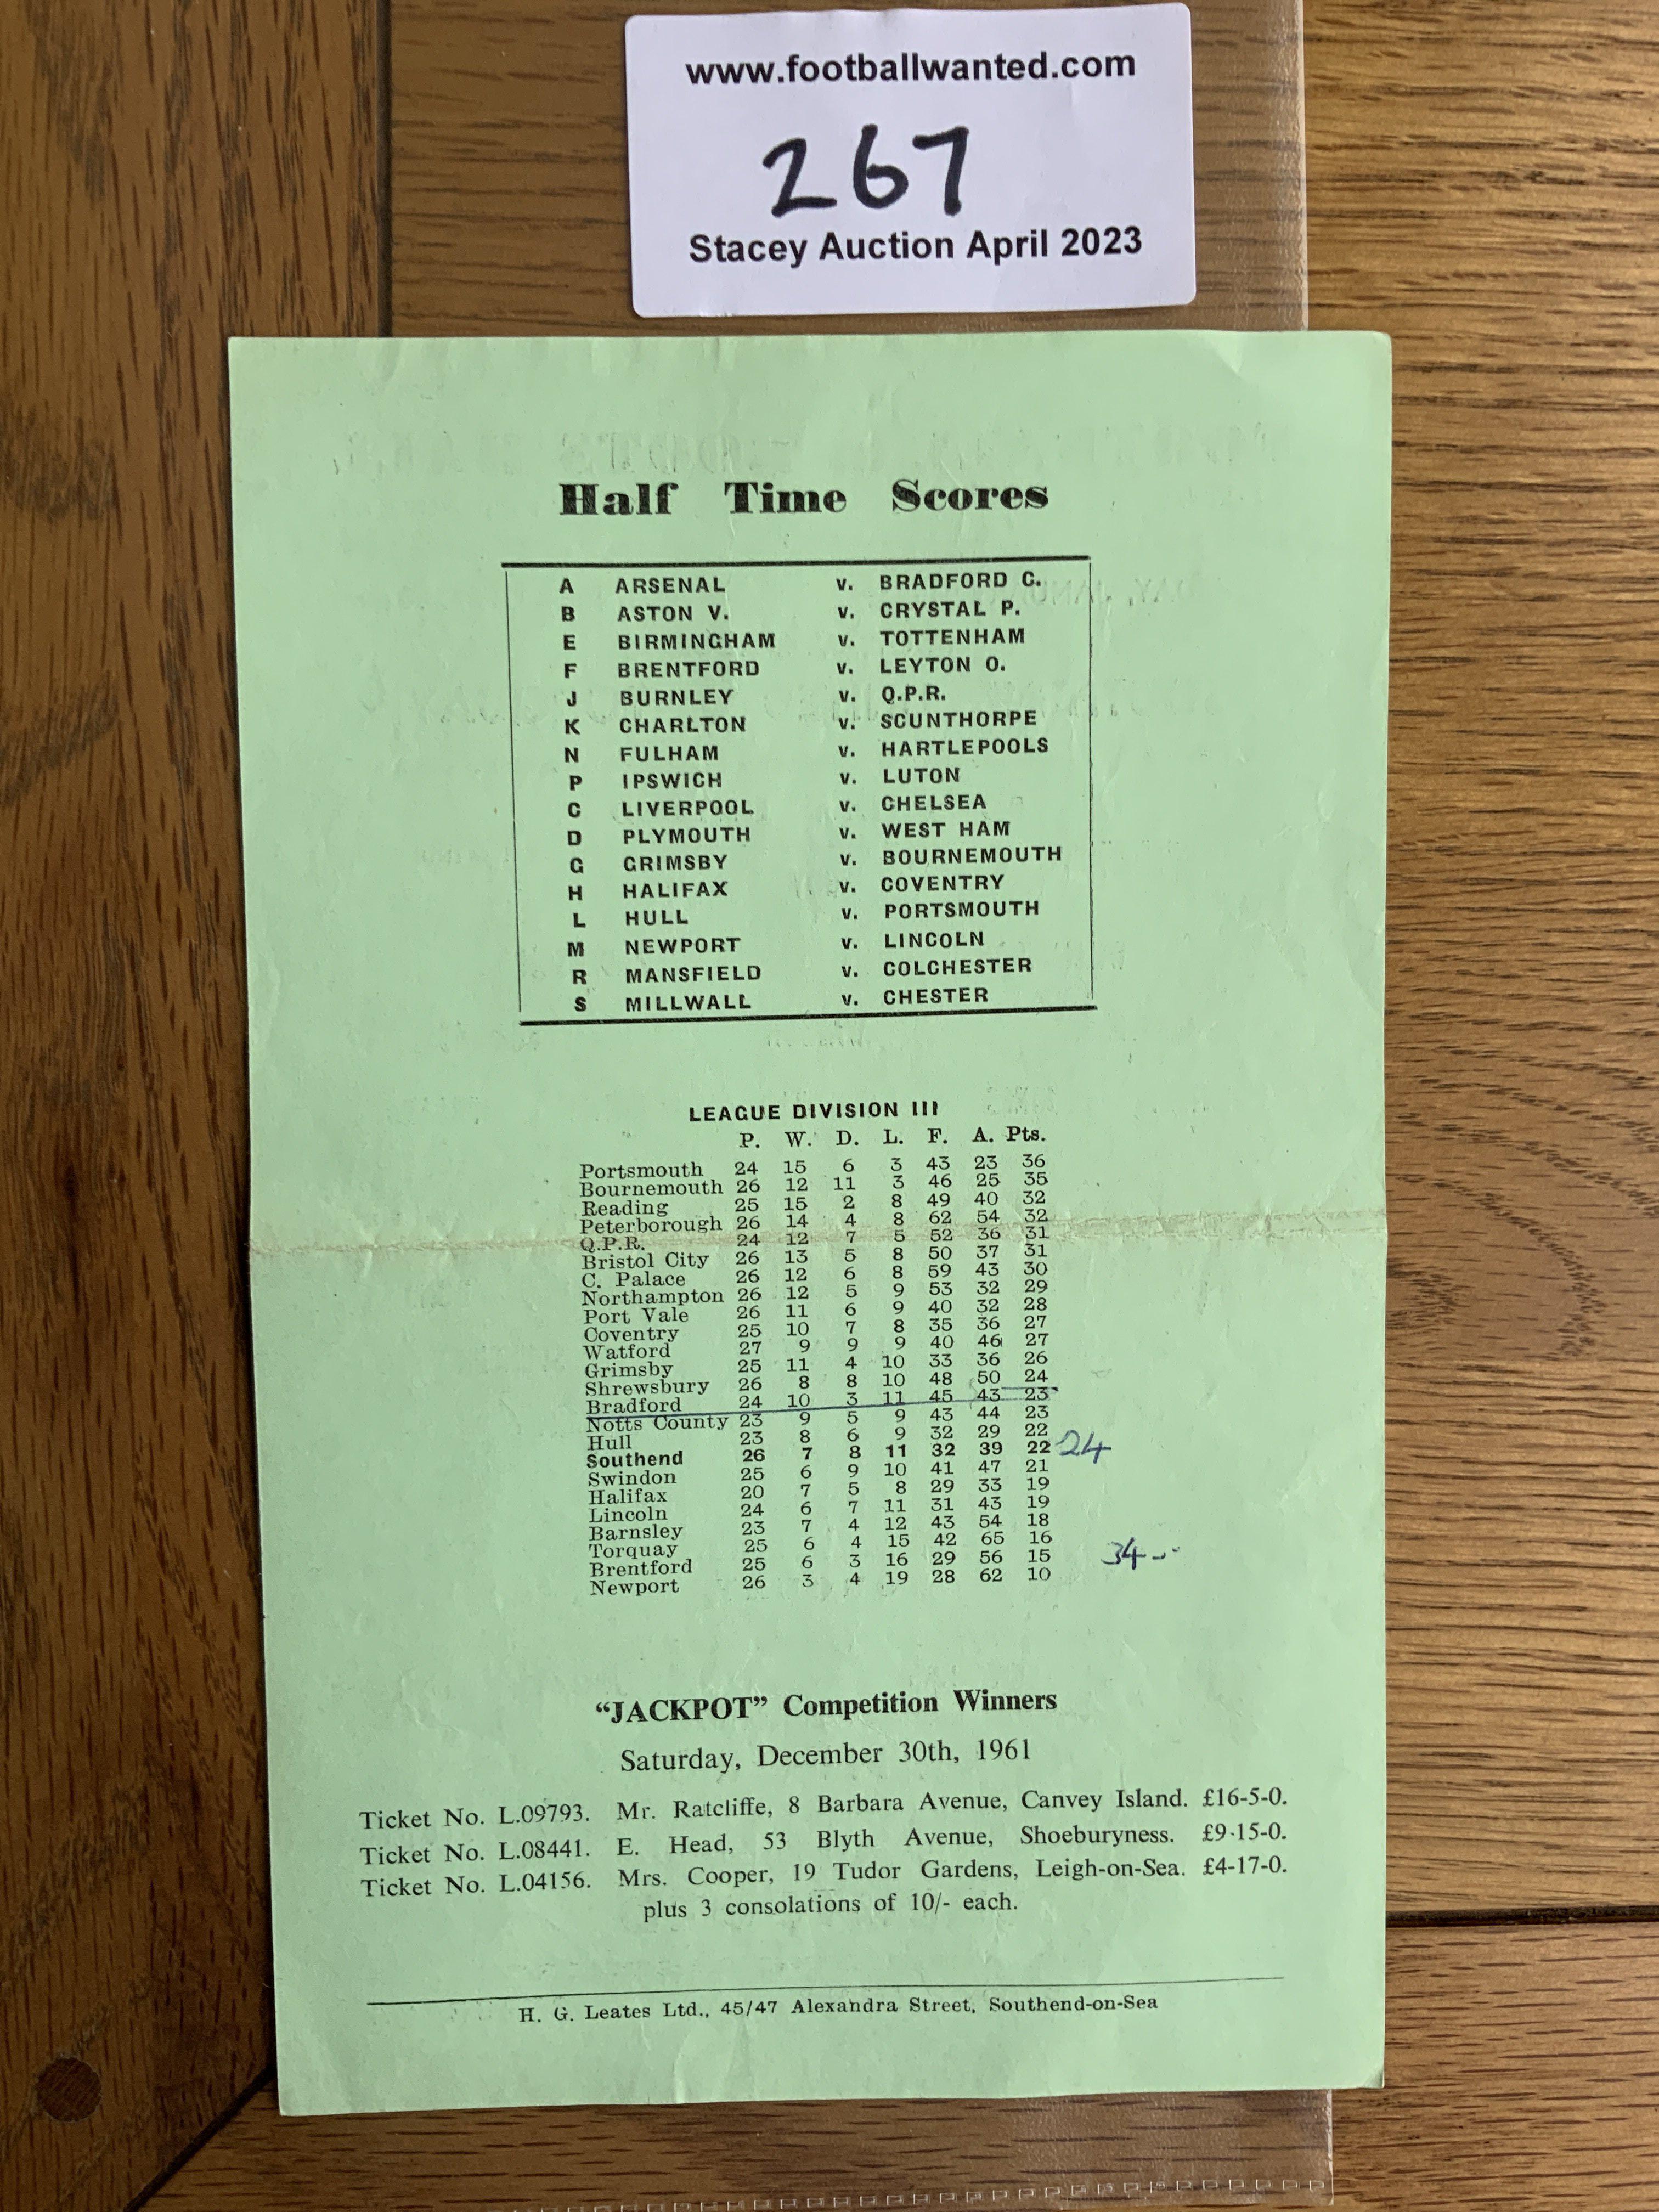 www.footballwanted.com
267
Stacey Auction April 2023
Half Time Scores
A ARSENAL v. BRADFORD C.
B ASTON V. v. CRYSTAL P.
E BIRMINGHAM v. TOTTENHAM
F BRENTFORD v. LEYTON O.
J BURNLEY v. Q.P.R.
K CHARLTON v. SCUNTHORPE
N FULHAM v. HARTLEPOOLS
P IPSWICH v. LUTON
C LIVERPOOL v. CHELSEA
D PLYMOUTH v. WEST HAM
G GRIMSBY v. BOURNEMOUTH
H HALIFAX v. COVENTRY
L HULL v. PORTSMOUTH
M NEWPORT v. LINCOLN
R MANSFIELD v. COLCHESTER
S MILLWALL v. CHESTER
LEAGUE DIVISION III
P. W. D. L. F. A. Pts.
Portsmouth 24 15 6 3 43 23 36
Bournemouth 26 12 11 3 46 25 35
Reading 25 15 2 8 49 40 32
Peterborough 26 14 4 8 62 54 32
Q.P.R. 24 12 7 5 52 36 31
Bristol City 26 13 5 8 50 37 31
C. Palace 26 12 6 8 59 43 30
Northampton 26 12 5 9 53 32 29
Port Vale 26 11 6 9 40 32 28
Coventry 25 10 7 8 35 36 27
Watford 27 9 9 9 40 46 27
Grimsby 25 11 4 10 33 36 26
Shrewsbury 26 8 8 10 48 50 24
Bradford 24 10 3 11 45 43 23
Notts County 23 9 5 9 43 44 23
Hull 23 8 6 9 32 29 22
Southend 26 7 8 11 32 39 22 24
Swindon 25 6 9 10 41 47 21
Halifax 20 7 5 8 29 33 19
Lincoln 24 6 7 11 31 43 19
Barnsley 23 7 4 12 43 54 18
Torquay 25 6 4 15 42 65 16
Brentford 25 6 3 16 29 56 15 34
Newport 26 3 4 19 28 62 10
"JACKPOT" Competition Winners
Saturday, December 30th, 1961
Ticket No. L.09793. Mr. Ratcliffe, 8 Barbara Avenue, Canvey Island. £16-5-0.
Ticket No. L.08441. E. Head, 53 Blyth Avenue, Shoeburyness. £9-15-0.
Ticket No. L.04156. Mrs. Cooper, 19 Tudor Gardens, Leigh-on-Sea. £4-17-0.
plus 3 consolations of 10/- each.
H. G. Leates Ltd., 45/47 Alexandra Street, Southend-on-Sea